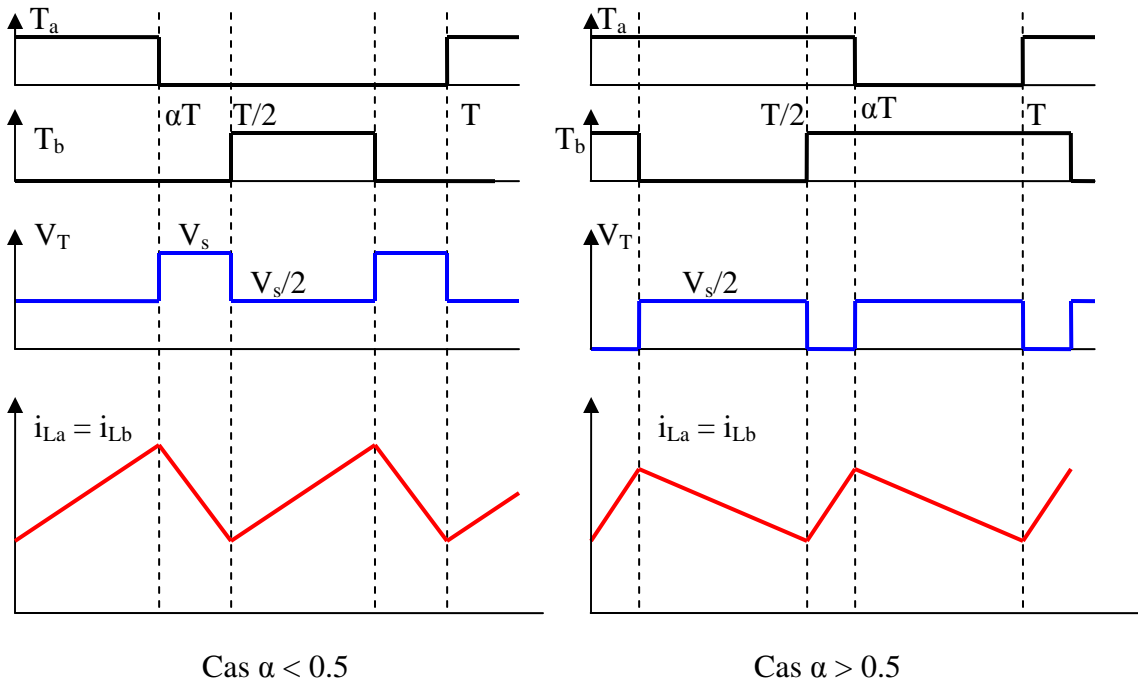 Ta
αT T/2 T
Tb
VT Vs
Vs/2
iLa = iLb
Cas α < 0.5
Ta
T/2 αT T
Tb
VT
Vs/2
iLa = iLb
Cas α > 0.5